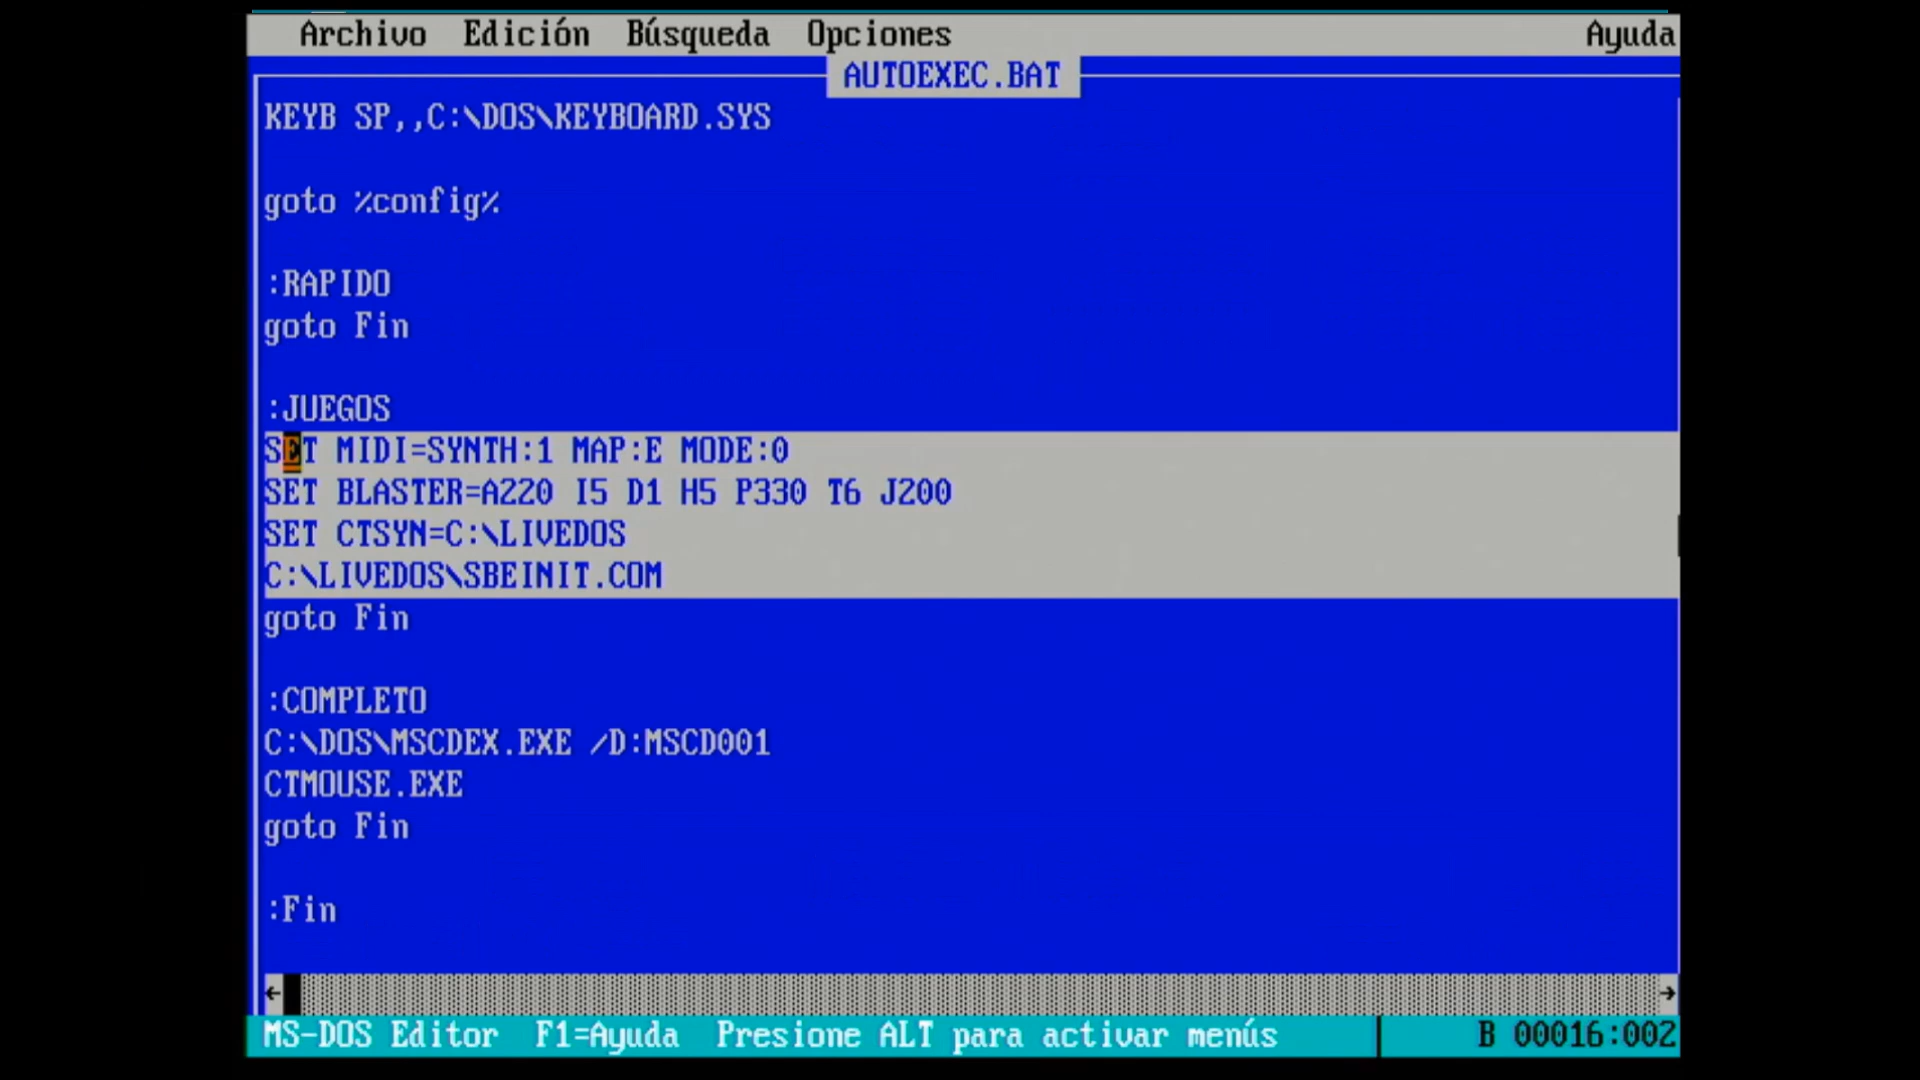 Archivo Edición Búsqueda Opciones Ayuda
AUTOEXEC.BAT
KEYB SP,,C:\DOS\KEYBOARD.SYS
goto %config%
:RAPIDO
goto Fin
:JUEGOS
SET MIDI=SYNTH:1 MAP:E MODE:0
SET BLASTER=A220 I5 D1 H5 P330 T6 J200
SET CTSYN=C:\LIVEDOS
C:\LIVEDOS\SBEINIT.COM
goto Fin
:COMPLETO
C:\DOS\MSCDEX.EXE /D:MSCD001
CTMOUSE.EXE
goto Fin
:Fin
MS-DOS Editor F1=Ayuda Presione ALT para activar menús B 00016:002